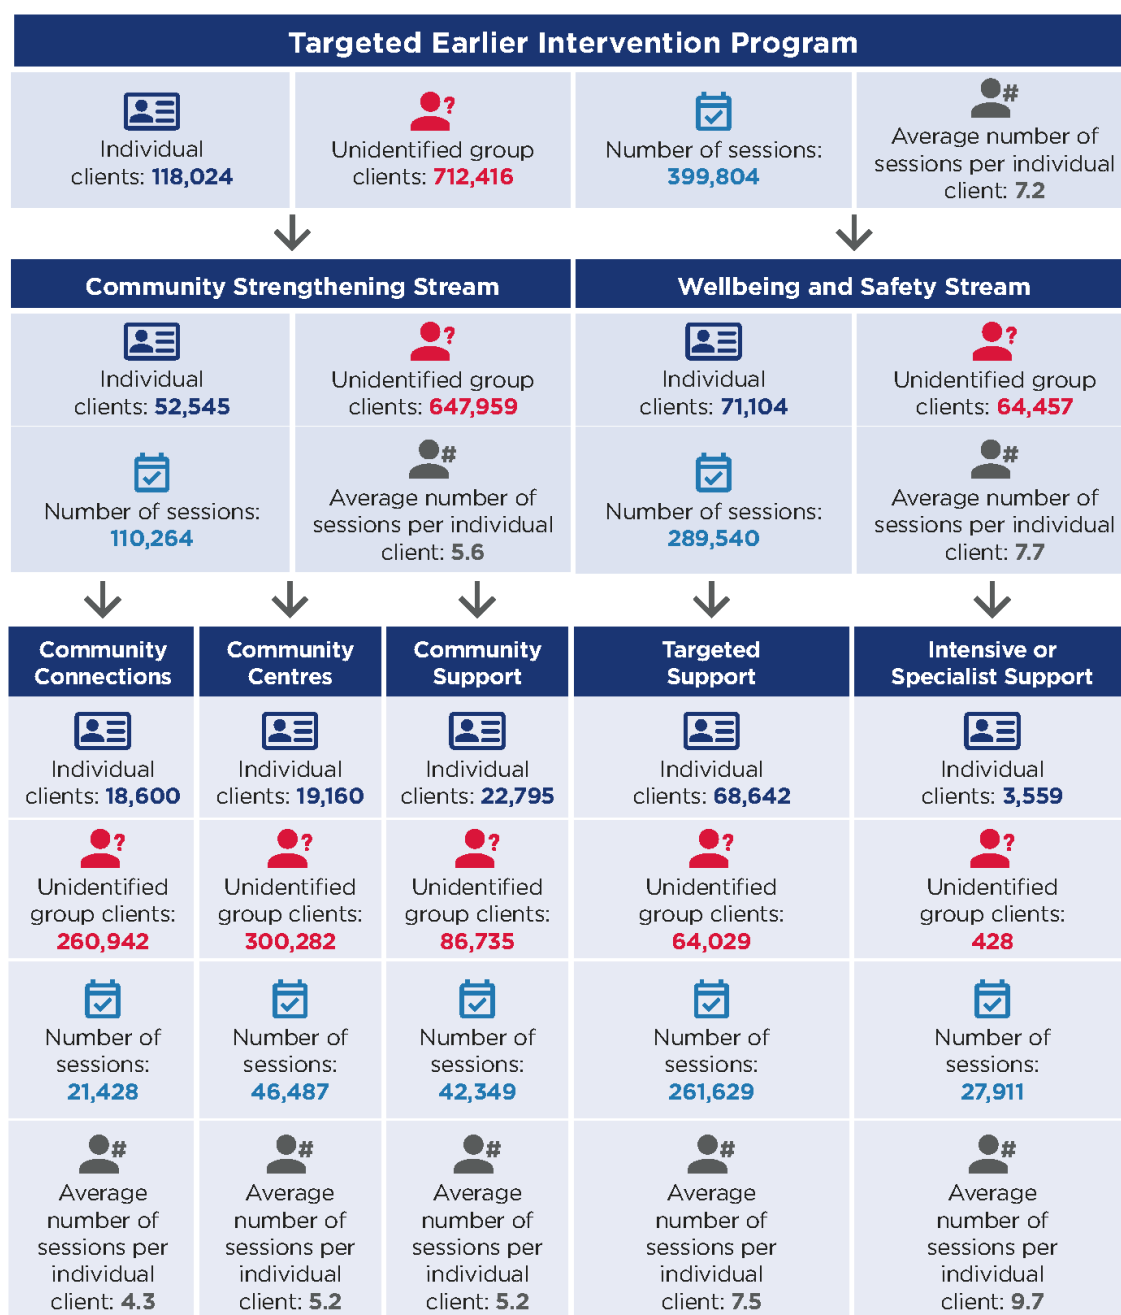 Targeted Earlier Intervention Program
Individual
clients: 118,024
Unidentified group
clients: 712,416
Number of sessions:
399,804
Average number of
sessions per individual
client: 7.2
Community Strengthening Stream
Individual
clients: 52,545
Unidentified group
clients: 647,959
Number of sessions:
110,264
Average number of
sessions per individual
client: 5.6
Wellbeing and Safety Stream
Individual
clients: 71,104
Unidentified group
clients: 64,457
Number of sessions:
289,540
Average number of
sessions per individual
client: 7.7
Community
Connections
Individual
clients: 18,600
Unidentified
group clients:
260,942
Number of
sessions:
21,428
Average
number of
sessions per
individual
client: 4.3
Community
Centres
Individual
clients: 19,160
Unidentified
group clients:
300,282
Number of
sessions:
46,487
Average
number of
sessions per
individual
client: 5.2
Community
Support
Individual
clients: 22,795
Unidentified
group clients:
86,735
Number of
sessions:
42,349
Average
number of
sessions per
individual
client: 5.2
Targeted
Support
Individual
clients: 68,642
Unidentified
group clients:
64,029
Number of
sessions:
261,629
Average
number of
sessions per
individual
client: 7.5
Intensive or
Specialist Support
Individual
clients: 3,559
Unidentified
group clients:
428
Number of
sessions:
27,911
Average
number of
sessions per
individual
client: 9.7